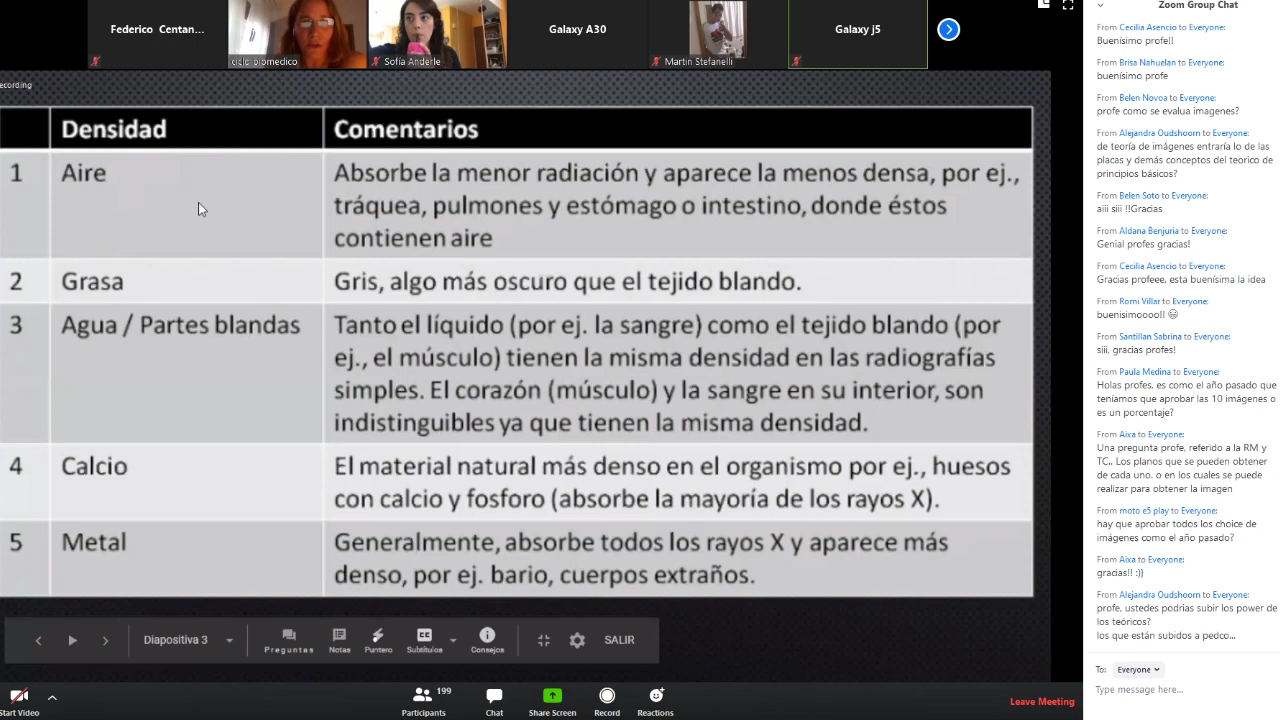 Federico Centan...
ciclo biomedico
Sofía Anderle
Galaxy A30
Martin Stefanelli
Galaxy j5
ecording
Densidad
Comentarios
1
Aire
Absorbe la menor radiación y aparece la menos densa, por ej.,
tráquea, pulmones y estómago o intestino, donde éstos
contienen aire
2
Grasa
Gris, algo más oscuro que el tejido blando.
3
Agua / Partes blandas
Tanto el líquido (por ej. la sangre) como el tejido blando (por
ej., el músculo) tienen la misma densidad en las radiografías
simples. El corazón (músculo) y la sangre en su interior, son
indistinguibles ya que tienen la misma densidad.
4
Calcio
El material natural más denso en el organismo por ej., huesos
con calcio y fosforo (absorbe la mayoría de los rayos X).
5
Metal
Generalmente, absorbe todos los rayos X y aparece más
denso, por ej. bario, cuerpos extraños.
Diapositiva 3
Preguntas
Notas
Puntero
CC
Subtítulos
Consejos
SALIR
Start Video
199
Participants
Chat
Share Screen
Record
Reactions
Leave Meeting
Zoom Group Chat
From Cecilia Asencio to Everyone:
Buenísimo profe!!
From Brisa Nahuelan to Everyone:
buenísimo profe
From Belen Novoa to Everyone:
profe como se evalua imagenes?
From Alejandra Oudshoorn to Everyone:
de teoría de imágenes entraría lo de las
placas y demás conceptos del teorico de
principios básicos?
From Belen Soto to Everyone:
aiii siii !!Gracias
From Aldana Benjuria to Everyone:
Genial profes gracias!
From Cecilia Asencio to Everyone:
Gracias profeee, esta buenísima la idea
From Romi Villar to Everyone:
buenisimoooo!!
From Santillan Sabrina to Everyone:
siii, gracias profes!
From Paula Medina to Everyone:
Holas profes, es como el año pasado que
teníamos que aprobar las 10 imágenes o
es un porcentaje?
From Aixa to Everyone:
Una pregunta profe, referido a la RM y
TC,. Los planos que se pueden obtener
de cada uno. o en los cuales se puede
realizar para obtener la imagen
From moto e5 play to Everyone:
hay que aprobar todos los choice de
imágenes como el año pasado?
From Aixa to Everyone:
gracias!! :))
From Alejandra Oudshoorn to Everyone:
profe, ustedes podrias subir los power de
los teóricos?
los que están subidos a pedco...
To:
Everyone
Type message here...